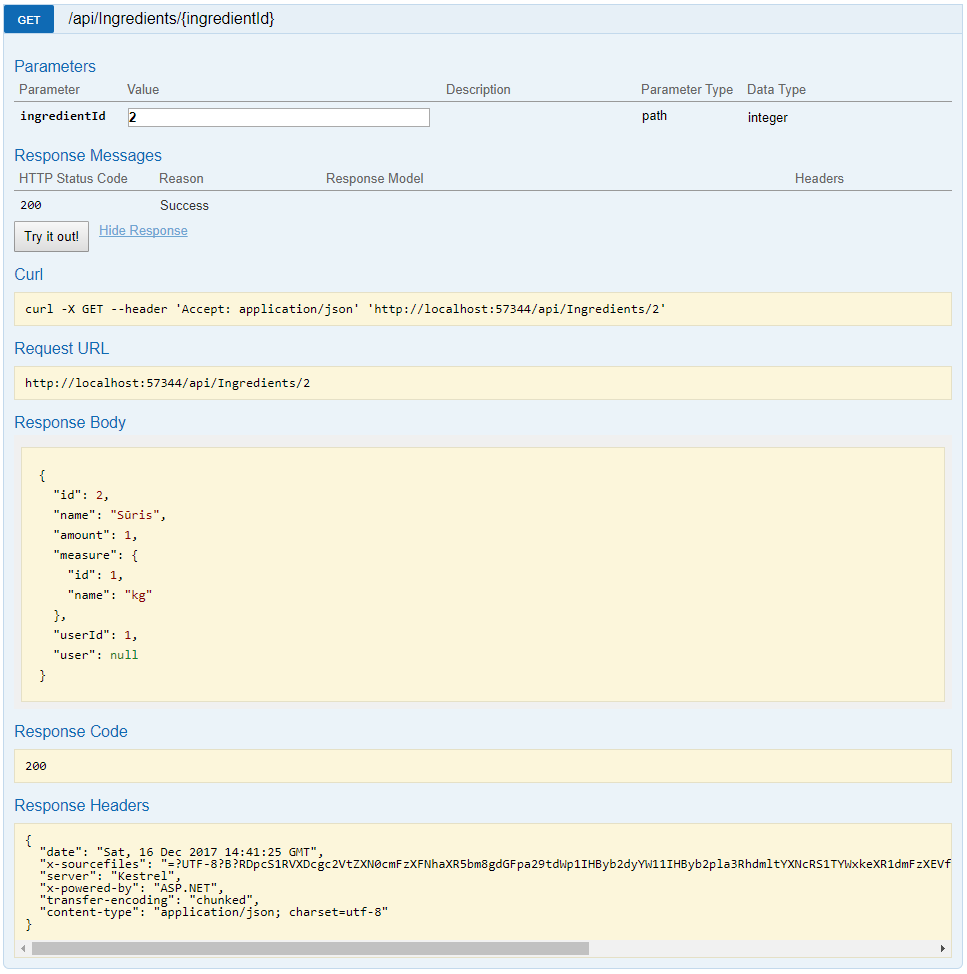 GET /api/Ingredients/{ingredientId}
Parameters
Parameter Value Description Parameter Type Data Type
ingredientId 2 path integer
Response Messages
HTTP Status Code Reason Response Model Headers
200 Success
Try it out! Hide Response
Curl
curl -X GET --header 'Accept: application/json' 'http://localhost:57344/api/Ingredients/2'
Request URL
http://localhost:57344/api/Ingredients/2
Response Body
{
  "id": 2,
  "name": "Sūris",
  "amount": 1,
  "measure": {
    "id": 1,
    "name": "kg"
  },
  "userId": 1,
  "user": null
}
Response Code
200
Response Headers
{
  "date": "Sat, 16 Dec 2017 14:41:25 GMT",
  "x-sourcefiles": "=?UTF-8?B?RDpcS1RVXDcgc2VtZXN0cmFzXFNhaXR5bm8gdGFpa29tdWp1IHByb2dyYW11IHByb2pla3RhdmltYXNcRS1TYWxkeXR1dmFzXEVf
  "server": "Kestrel",
  "x-powered-by": "ASP.NET",
  "transfer-encoding": "chunked",
  "content-type": "application/json; charset=utf-8"
}